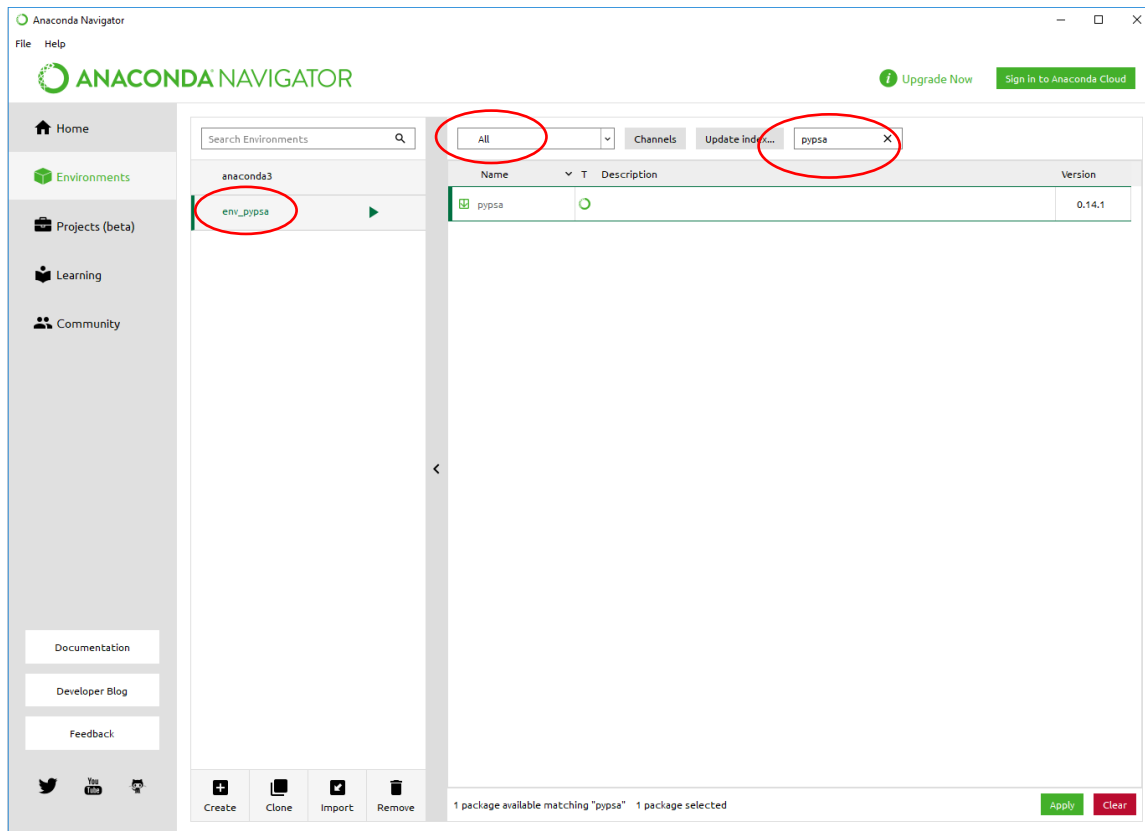 Anaconda Navigator
File Help
ANACONDA NAVIGATOR
Upgrade Now
Sign in to Anaconda Cloud
Home
Environments
Projects (beta)
Learning
Community
Documentation
Developer Blog
Feedback
You
Tube
Search Environments
anaconda3
env_pypsa
Create Clone Import Remove
All Channels Update index... pypsa
Name T Description Version
pypsa 0.14.1
1 package available matching "pypsa" 1 package selected
Apply Clear